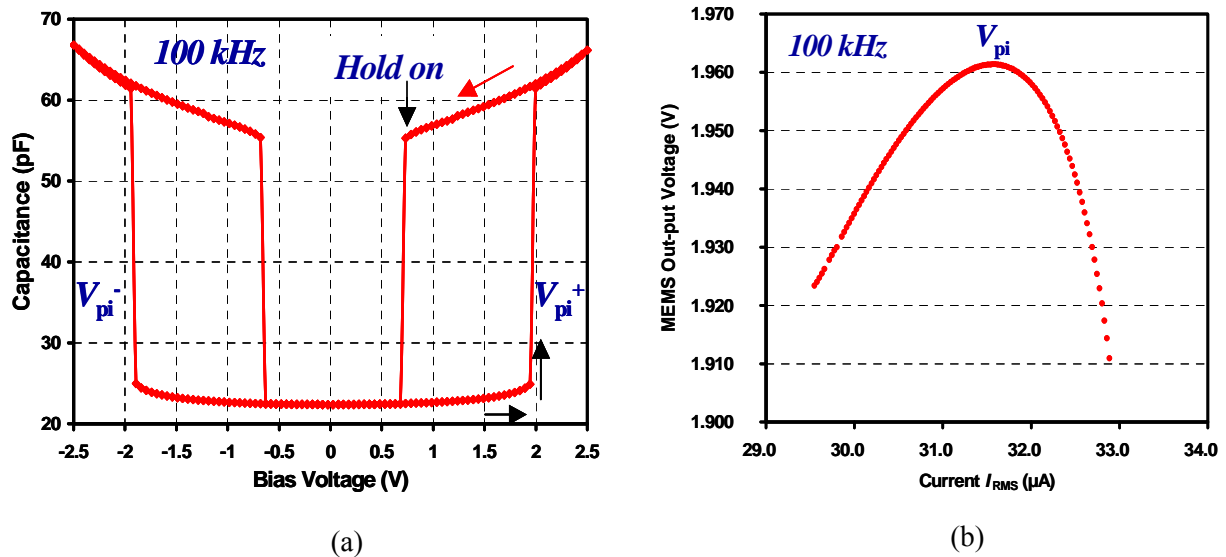 70
60
50
40
30
20
Capacitance (pF)
100 kHz
Hold on
Vpi-
Vpi+
-2.5 -2 -1.5 -1 -0.5 0 0.5 1 1.5 2 2.5
Bias Voltage (V)
(a)
1.970
1.960
1.950
1.940
1.930
1.920
1.910
1.900
MEMS Out-put Voltage (V)
100 kHz
Vpi
29.0 30.0 31.0 32.0 33.0 34.0
Current IRMS (µA)
(b)